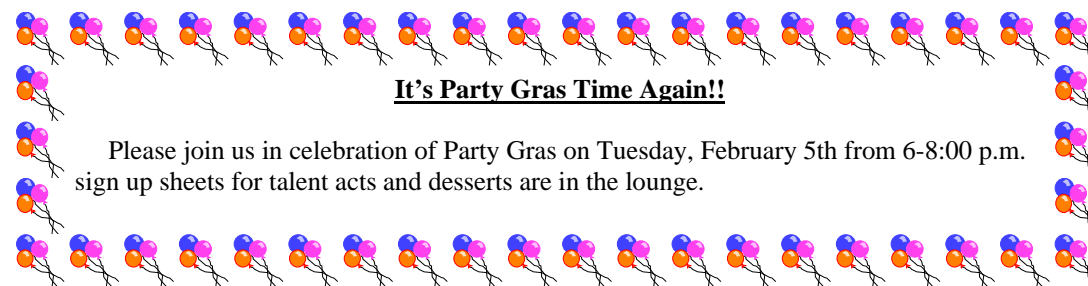 It's Party Gras Time Again!!
Please join us in celebration of Party Gras on Tuesday, February 5th from 6-8:00 p.m.
sign up sheets for talent acts and desserts are in the lounge.